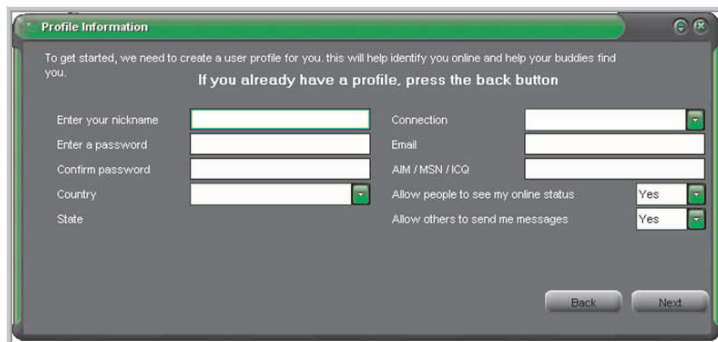 Profile Information
To get started, we need to create a user profile for you. this will help identify you online and help your buddies find
you.
If you already have a profile, press the back button
Enter your nickname
Connection
Enter a password
Email
Confirm password
AIM / MSN / ICQ
Country
Allow people to see my online status
Yes
State
Allow others to send me messages
Yes
Back
Next